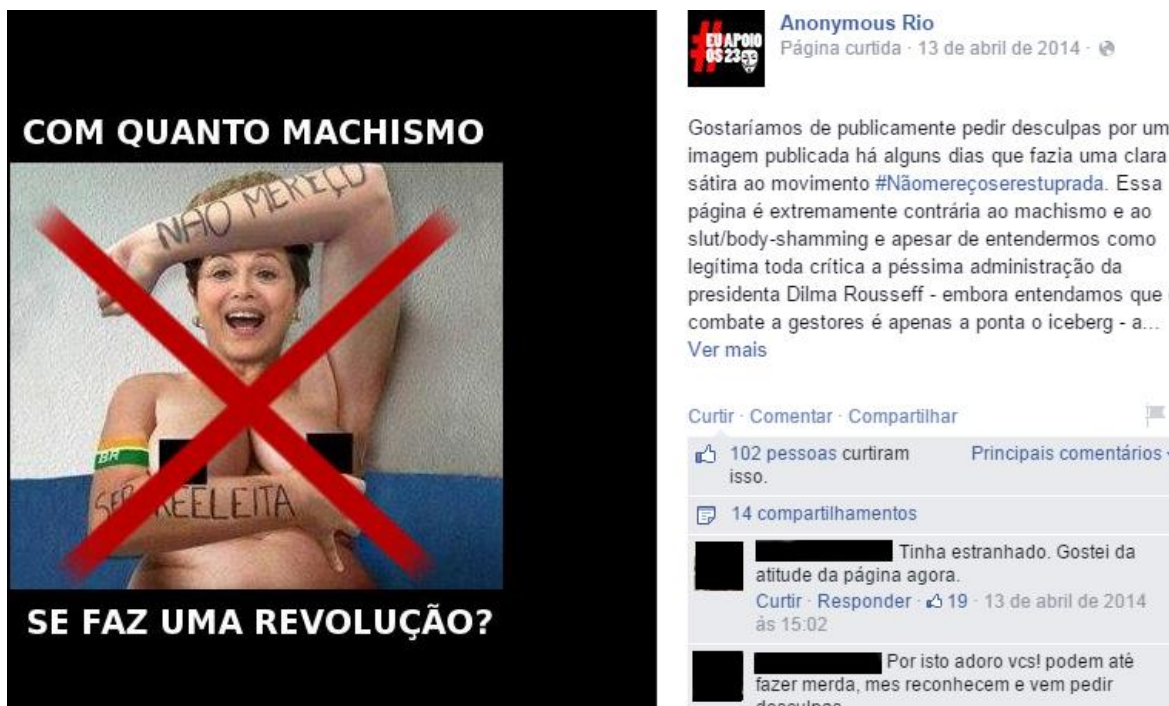 COM QUANTO MACHISMO
NÃO MEREÇO
BR
SER REELEITA
SE FAZ UMA REVOLUÇÃO?
#EU APOIO
OS 23
Anonymous Rio
Página curtida · 13 de abril de 2014 ·
Gostaríamos de publicamente pedir desculpas por um
imagem publicada há alguns dias que fazia uma clara
sátira ao movimento #Nãomereçoserestuprada. Essa
página é extremamente contrária ao machismo e ao
slut/body-shamming e apesar de entendermos como
legítima toda crítica a péssima administração da
presidenta Dilma Rousseff - embora entendamos que
combate a gestores é apenas a ponta o iceberg - a...
Ver mais
Curtir · Comentar · Compartilhar
102 pessoas curtiram
isso.
Principais comentários
14 compartilhamentos
Tinha estranhado. Gostei da
atitude da página agora.
Curtir · Responder · 19 · 13 de abril de 2014
às 15:02
Por isto adoro vcs! podem até
fazer merda, mes reconhecem e vem pedir
desculpas